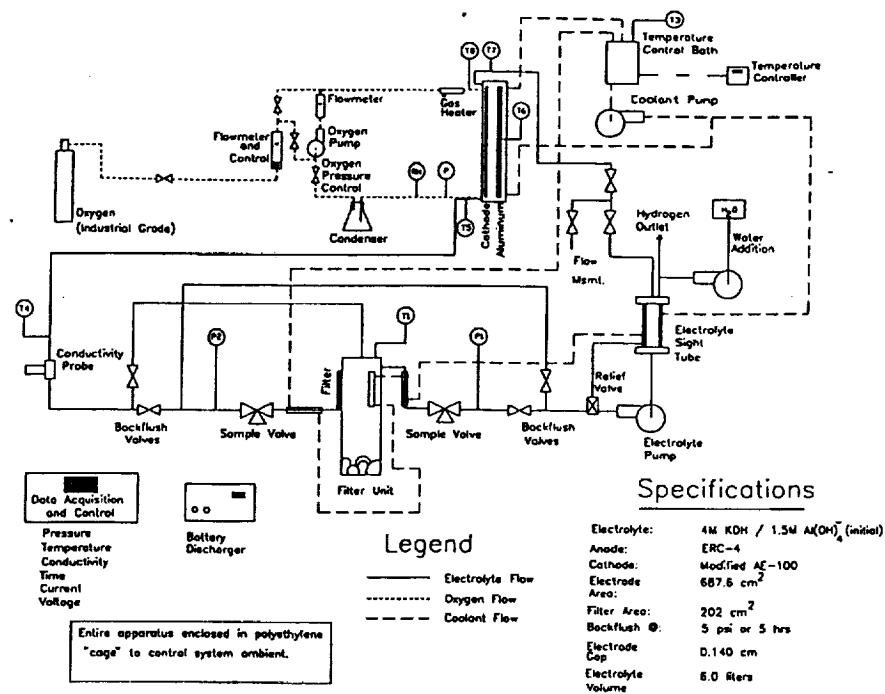 T3
Temperature
Control Bath
Temperature
Controller
Coolant Pump
T8
T7
Gas
Heater
T6
Flowmeter
Flowmeter
and
Control
Oxygen
Pump
Oxygen
Pressure
Control
P
Oxygen
(Industrial Grade)
Condenser
T5
Cathode
Aluminum
Hydrogen
Outlet
H₂O
Water
Addition
Flow
Msmt.
T4
Conductivity
Probe
P2
T1
P1
Filter
Electrolyte
Sight
Tube
Relief
Valve
Backflush
Valves
Sample Valve
Sample Valve
Backflush
Valves
Electrolyte
Pump
Filter Unit
Data Acquisition
and Control
Pressure
Temperature
Conductivity
Time
Current
Voltage
Battery
Discharger
Legend
Electrolyte Flow
Oxygen Flow
Coolant Flow
Entire apparatus enclosed in polyethylene
"cage" to control system ambient.
Specifications
Electrolyte: 4M KOH / 1.5M Al(OH)₄⁻ (initial)
Anode: ERC-4
Cathode: Modified AE-100
Electrode Area: 687.6 cm²
Filter Area: 202 cm²
Backflush @: 5 psi or 5 hrs
Electrode Gap 0.140 cm
Electrolyte Volume 6.0 liters